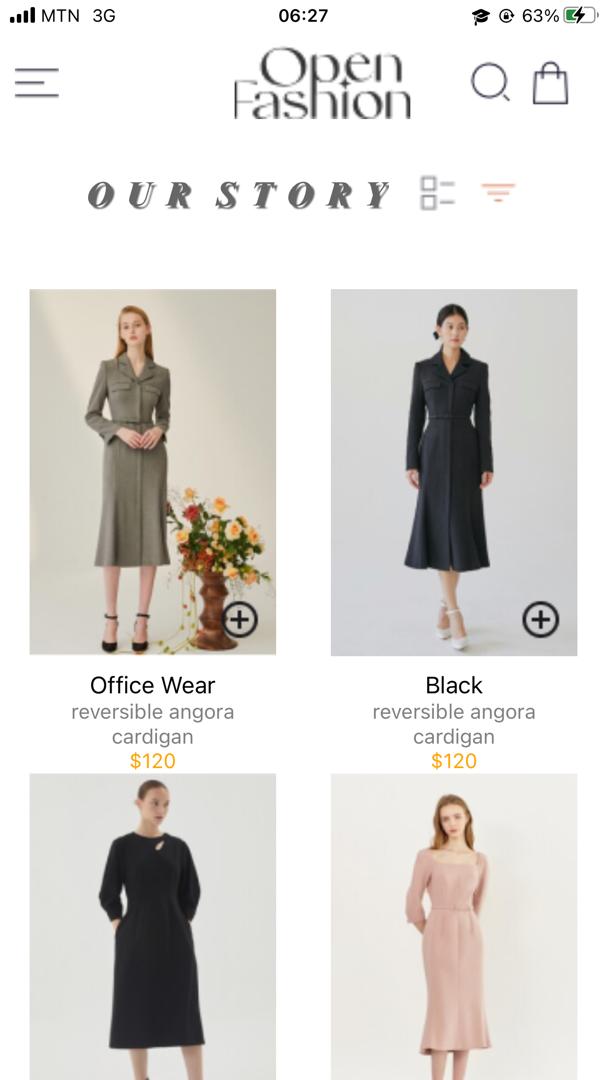 MTN 3G 06:27 63%
Open
Fashion
OUR STORY
Office Wear
reversible angora
cardigan
$120
Black
reversible angora
cardigan
$120